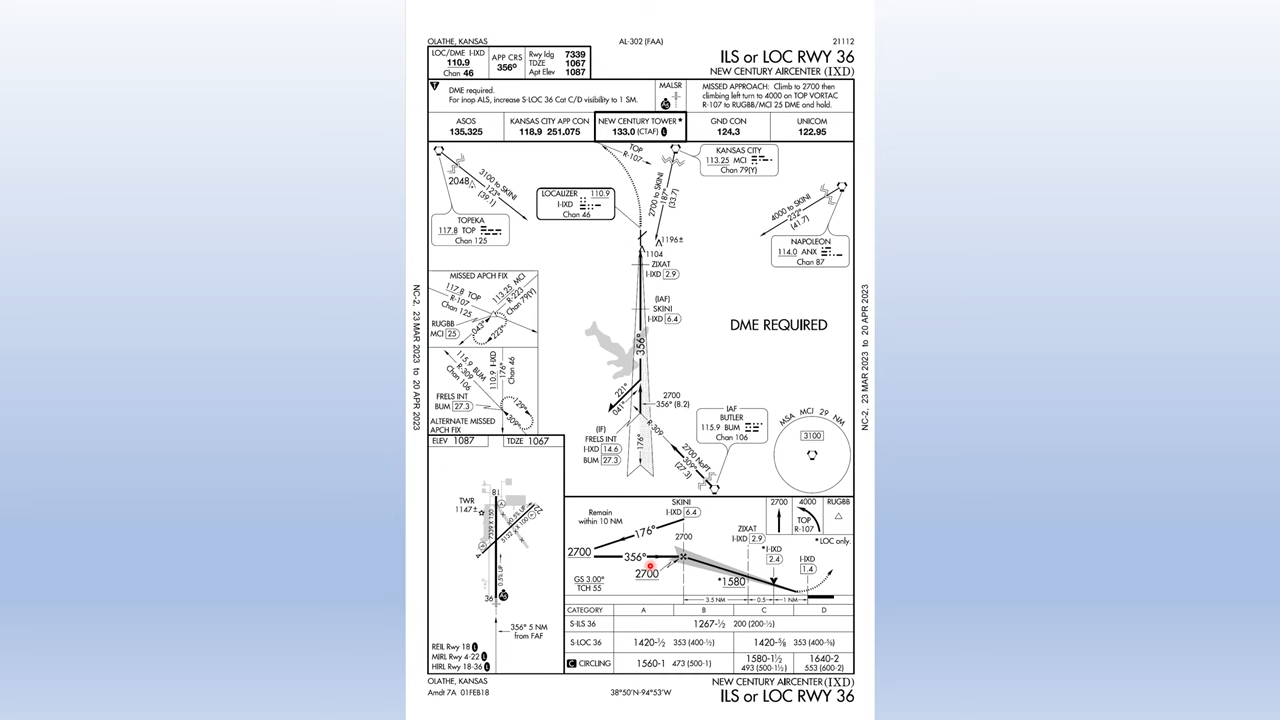 OLATHE, KANSAS
AL-302 (FAA)
21112
LOC/DME I-IXD
110.9
Chan 46
APP CRS
356°
Rwy ldg 7339
TDZE 1067
Apt Elev 1087
ILS or LOC RWY 36
NEW CENTURY AIRCENTER (IXD)
T
DME required.
For inop ALS, increase S-LOC 36 Cat C/D visibility to 1 SM.
MALSR
A5
MISSED APPROACH: Climb to 2700 then
climbing left turn to 4000 on TOP VORTAC
R-107 to RUGBB/MCI 25 DME and hold.
ASOS
135.325
KANSAS CITY APP CON
118.9 251.075
NEW CENTURY TOWER ★
133.0 (CTAF) L
GND CON
124.3
UNICOM
122.95
TOP
R-107
KANSAS CITY
113.25 MCI
Chan 79(Y)
2048
3100 to SKINI
123°
(39.1)
TOPEKA
117.8 TOP
Chan 125
LOCALIZER 110.9
I-IXD
Chan 46
2700 to SKINI
187°
(33.7)
4000 to SKINI
232°
(41.7)
NAPOLEON
114.0 ANX
Chan 87
1196±
1104
ZIXAT
I-IXD 2.9
(IAF)
SKINI
I-IXD 6.4
356°
DME REQUIRED
MISSED APCH FIX
117.8 TOP
R-107
Chan 125
113.25 MCI
R-223
Chan 79(Y)
RUGBB
MCI 25
043°
223°
115.9 BUM
R-309
Chan 106
110.9 I-IXD
176°
Chan 46
FRELS INT
BUM 27.3
129°
309°
ALTERNATE MISSED
APCH FIX
221°
041°
2700
356° (8.2)
(IF)
FRELS INT
I-IXD 14.6
BUM 27.3
176°
R-309
2700 NoPT
309°
(27.3)
IAF
BUTLER
115.9 BUM
Chan 106
MSA MCI 29 NM
3100
NC-2, 23 MAR 2023 to 20 APR 2023
NC-2, 23 MAR 2023 to 20 APR 2023
ELEV 1087
TDZE 1067
TWR
1147±
18
7339 X 150
5132 X 100
0.5% UP
0.5% UP
22
4
36
A5
356° 5 NM
from FAF
REIL Rwy 18 L
MIRL Rwy 4-22 L
HIRL Rwy 18-36 L
Remain
within 10 NM
SKINI
I-IXD 6.4
176°
2700
2700
356°
2700
GS 3.00°
TCH 55
ZIXAT
I-IXD 2.9
*I-IXD
2.4
I-IXD
1.4
*LOC only.
*1580
2700
4000
TOP
R-107
RUGBB
3.5 NM
0.5
1 NM
CATEGORY A B C D
S-ILS 36 1267-½ 200 (200-½)
S-LOC 36 1420-½ 353 (400-½) 1420-⅝ 353 (400-⅝)
C CIRCLING 1560-1 473 (500-1) 1580-1½ 493 (500-1½) 1640-2 553 (600-2)
OLATHE, KANSAS
Amdt 7A 01FEB18
38°50'N-94°53'W
NEW CENTURY AIRCENTER (IXD)
ILS or LOC RWY 36